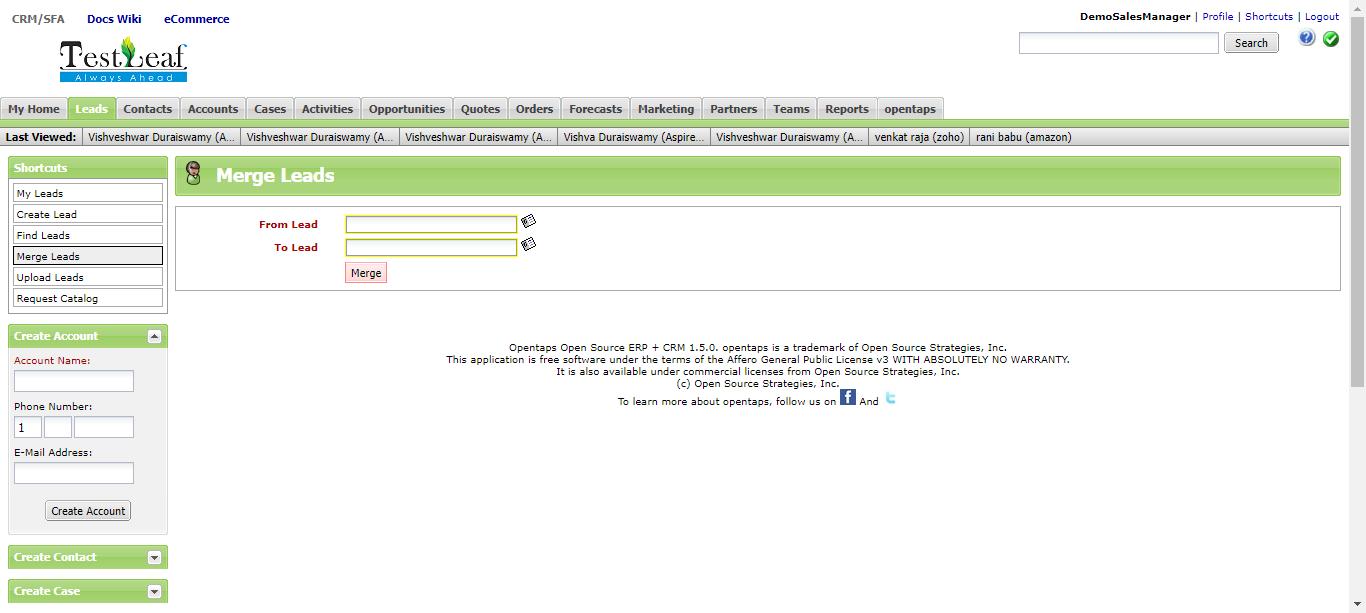 CRM/SFA Docs Wiki eCommerce
DemoSalesManager | Profile | Shortcuts | Logout
TestLeaf
Always Ahead
Search
?
My Home Leads Contacts Accounts Cases Activities Opportunities Quotes Orders Forecasts Marketing Partners Teams Reports opentaps
Last Viewed: Vishveshwar Duraiswamy (A... Vishveshwar Duraiswamy (A... Vishveshwar Duraiswamy (A... Vishva Duraiswamy (Aspire... Vishveshwar Duraiswamy (A... venkat raja (zoho) rani babu (amazon)
Shortcuts
My Leads
Create Lead
Find Leads
Merge Leads
Upload Leads
Request Catalog
Create Account
Account Name:
Phone Number:
1
E-Mail Address:
Create Account
Create Contact
Create Case
Merge Leads
From Lead
To Lead
Merge
Opentaps Open Source ERP + CRM 1.5.0. opentaps is a trademark of Open Source Strategies, Inc.
This application is free software under the terms of the Affero General Public License v3 WITH ABSOLUTELY NO WARRANTY.
It is also available under commercial licenses from Open Source Strategies, Inc.
(c) Open Source Strategies, Inc.
To learn more about opentaps, follow us on f And t